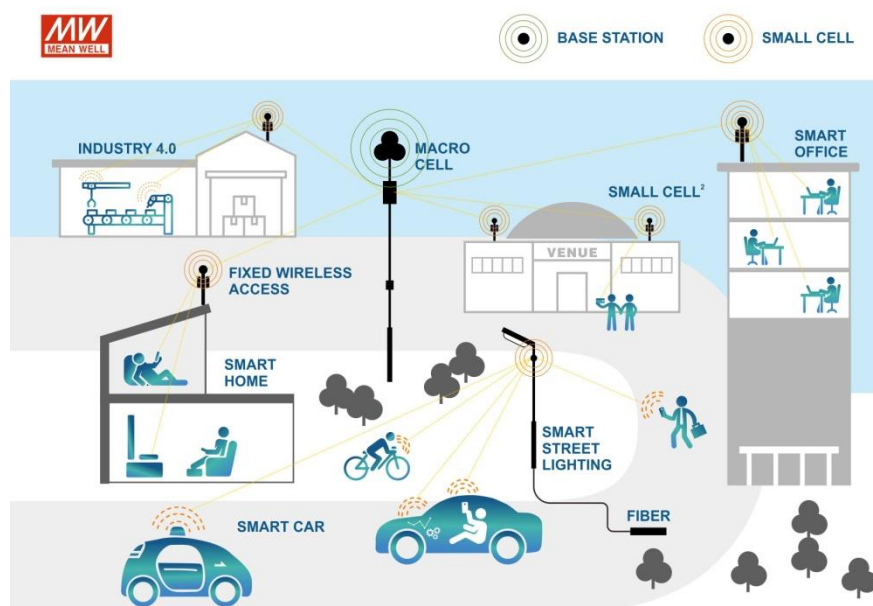 MW
MEAN WELL
BASE STATION
SMALL CELL
INDUSTRY 4.0
MACRO
CELL
SMART
OFFICE
SMALL CELL²
VENUE
FIXED WIRELESS
ACCESS
SMART
HOME
SMART
STREET
LIGHTING
FIBER
SMART CAR